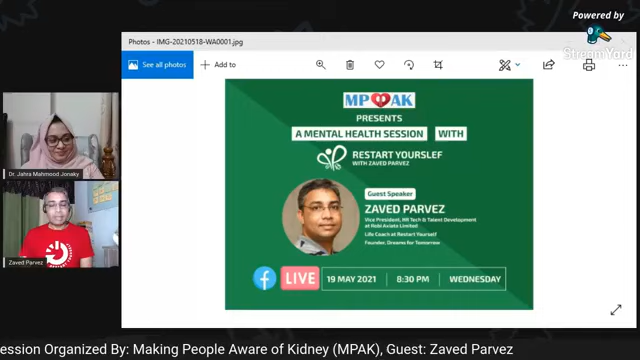 Powered by
StreamYard
Photos - IMG-20210518-WA0001.jpg
See all photos
Add to
MPAK
PRESENTS
A MENTAL HEALTH SESSION WITH
RESTART YOURSLEF
WITH ZAVED PARVEZ
Guest Speaker
ZAVED PARVEZ
Vice President, HR Tech & Talent Development
at Robi Axiata Limited
Life Coach at Restart Yourself
Founder, Dreams for Tomorrow
f LIVE 19 MAY 2021 8:30 PM WEDNESDAY
Dr. Jahra Mahmood Jonaky
Zaved Parvez
ession Organized By: Making People Aware of Kidney (MPAK), Guest: Zaved Parvez